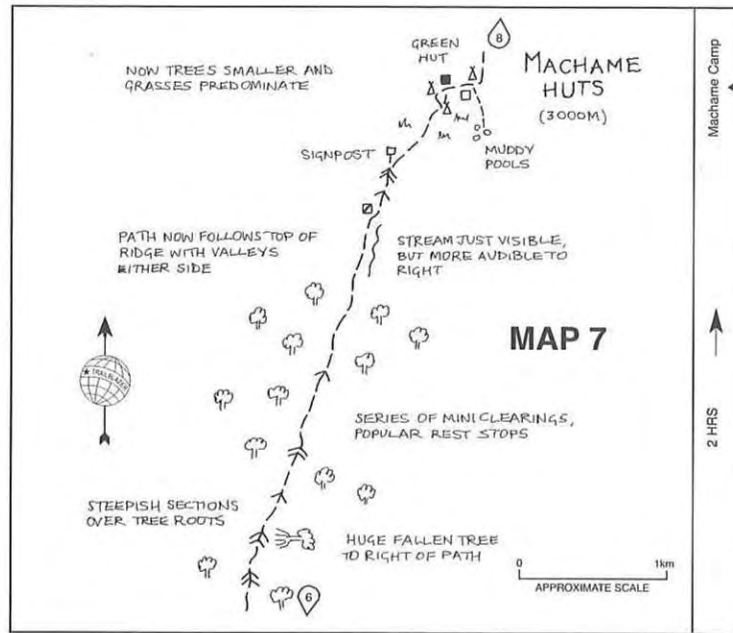 8
GREEN
HUT
MACHAME
HUTS
(3000M)
NOW TREES SMALLER AND
GRASSES PREDOMINATE
MUDDY
POOLS
SIGNPOST
PATH NOW FOLLOWS TOP OF
RIDGE WITH VALLEYS
EITHER SIDE
STREAM JUST VISIBLE,
BUT MORE AUDIBLE TO
RIGHT
MAP 7
★TRAILBLAZER
SERIES OF MINI CLEARINGS,
POPULAR REST STOPS
STEEPISH SECTIONS
OVER TREE ROOTS
HUGE FALLEN TREE
TO RIGHT OF PATH
6
0 1km
APPROXIMATE SCALE
Machame Camp
2 HRS